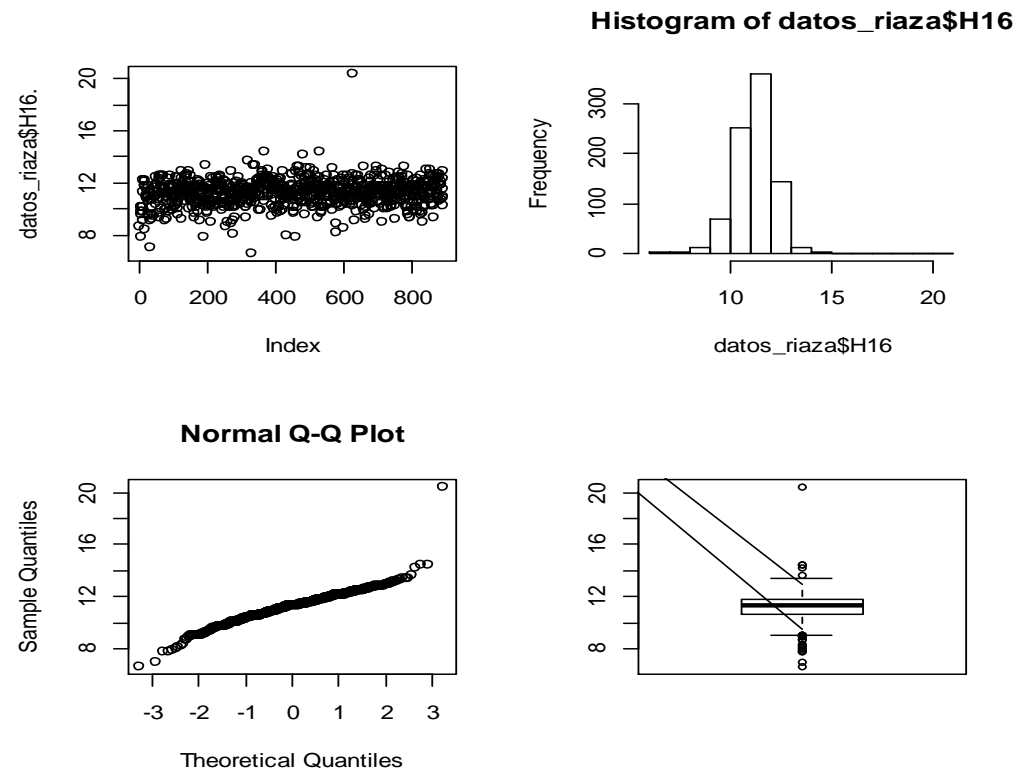 Histogram of datos_riaza$H16
datos_riaza$H16.
20
16
12
8
0 200 400 600 800
Index
Frequency
300
200
100
0
10 15 20
datos_riaza$H16
Normal Q-Q Plot
Sample Quantiles
20
16
12
8
-3 -2 -1 0 1 2 3
Theoretical Quantiles
20
16
12
8